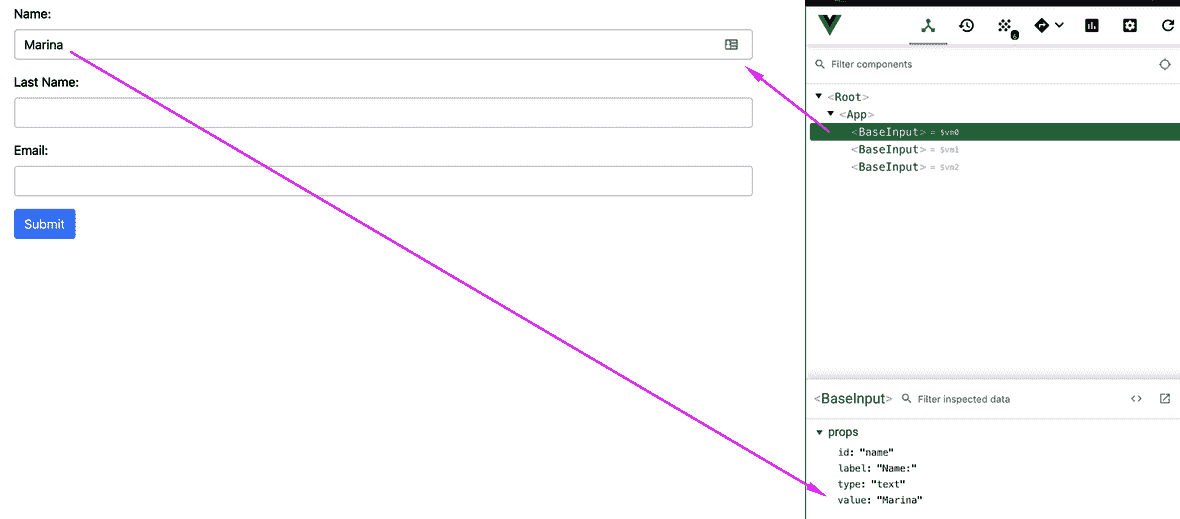 Name:
Marina
Last Name:
Email:
Submit
6
Filter components
<Root>
<App>
<BaseInput> = $vm0
<BaseInput> = $vm1
<BaseInput> = $vm2
<BaseInput> Filter inspected data <>
props
id: "name"
label: "Name:"
type: "text"
value: "Marina"